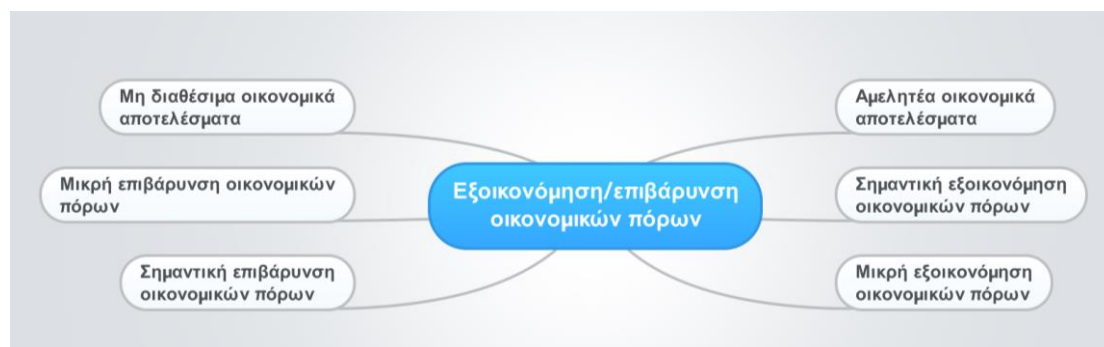 Μη διαθέσιμα οικονομικά
αποτελέσματα
Μικρή επιβάρυνση οικονομικών
πόρων
Σημαντική επιβάρυνση
οικονομικών πόρων
Εξοικονόμηση/επιβάρυνση
οικονομικών πόρων
Αμελητέα οικονομικά
αποτελέσματα
Σημαντική εξοικονόμηση
οικονομικών πόρων
Μικρή εξοικονόμηση
οικονομικών πόρων